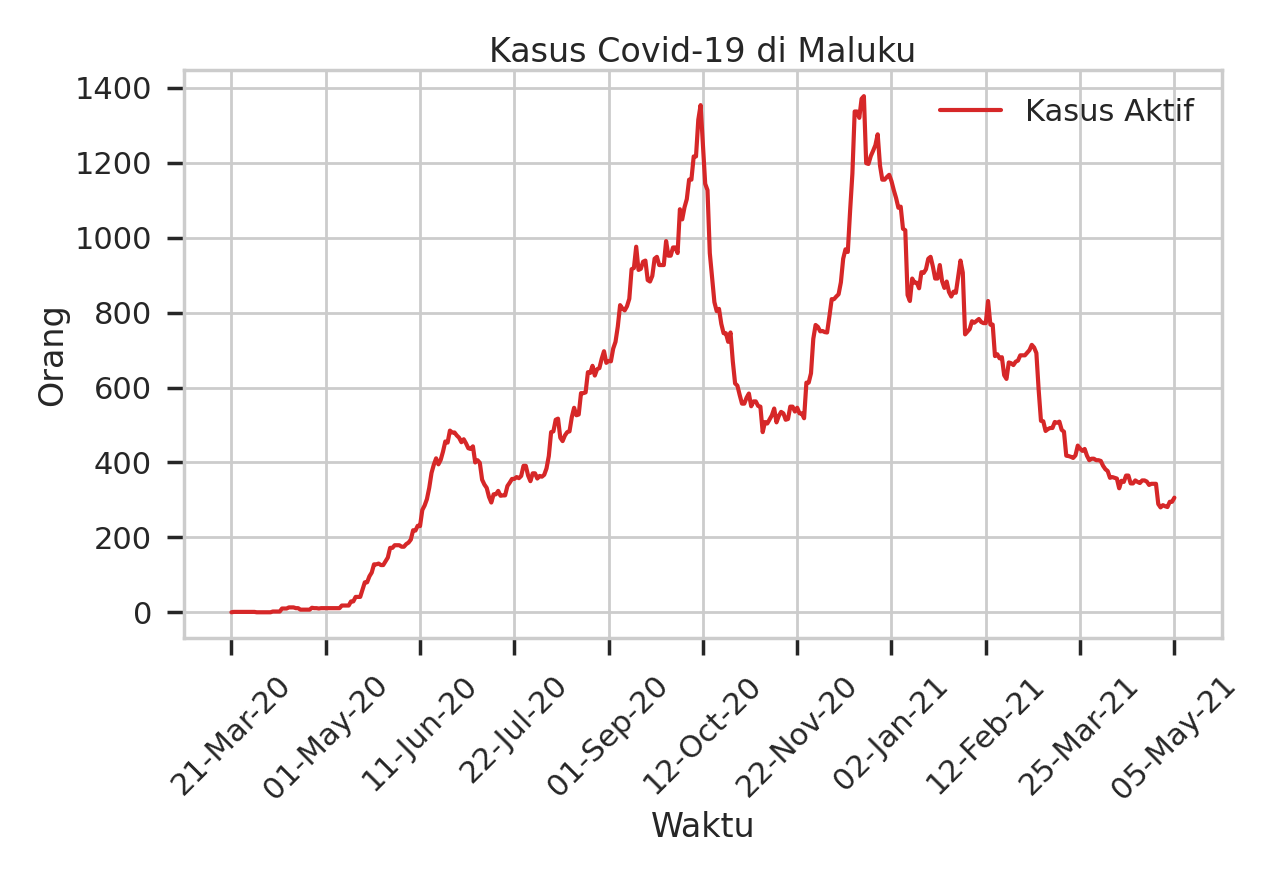 Kasus Covid-19 di Maluku
Kasus Aktif
Orang
1400
1200
1000
800
600
400
200
0
21-Mar-20
01-May-20
11-Jun-20
22-Jul-20
01-Sep-20
12-Oct-20
22-Nov-20
02-Jan-21
12-Feb-21
25-Mar-21
05-May-21
Waktu